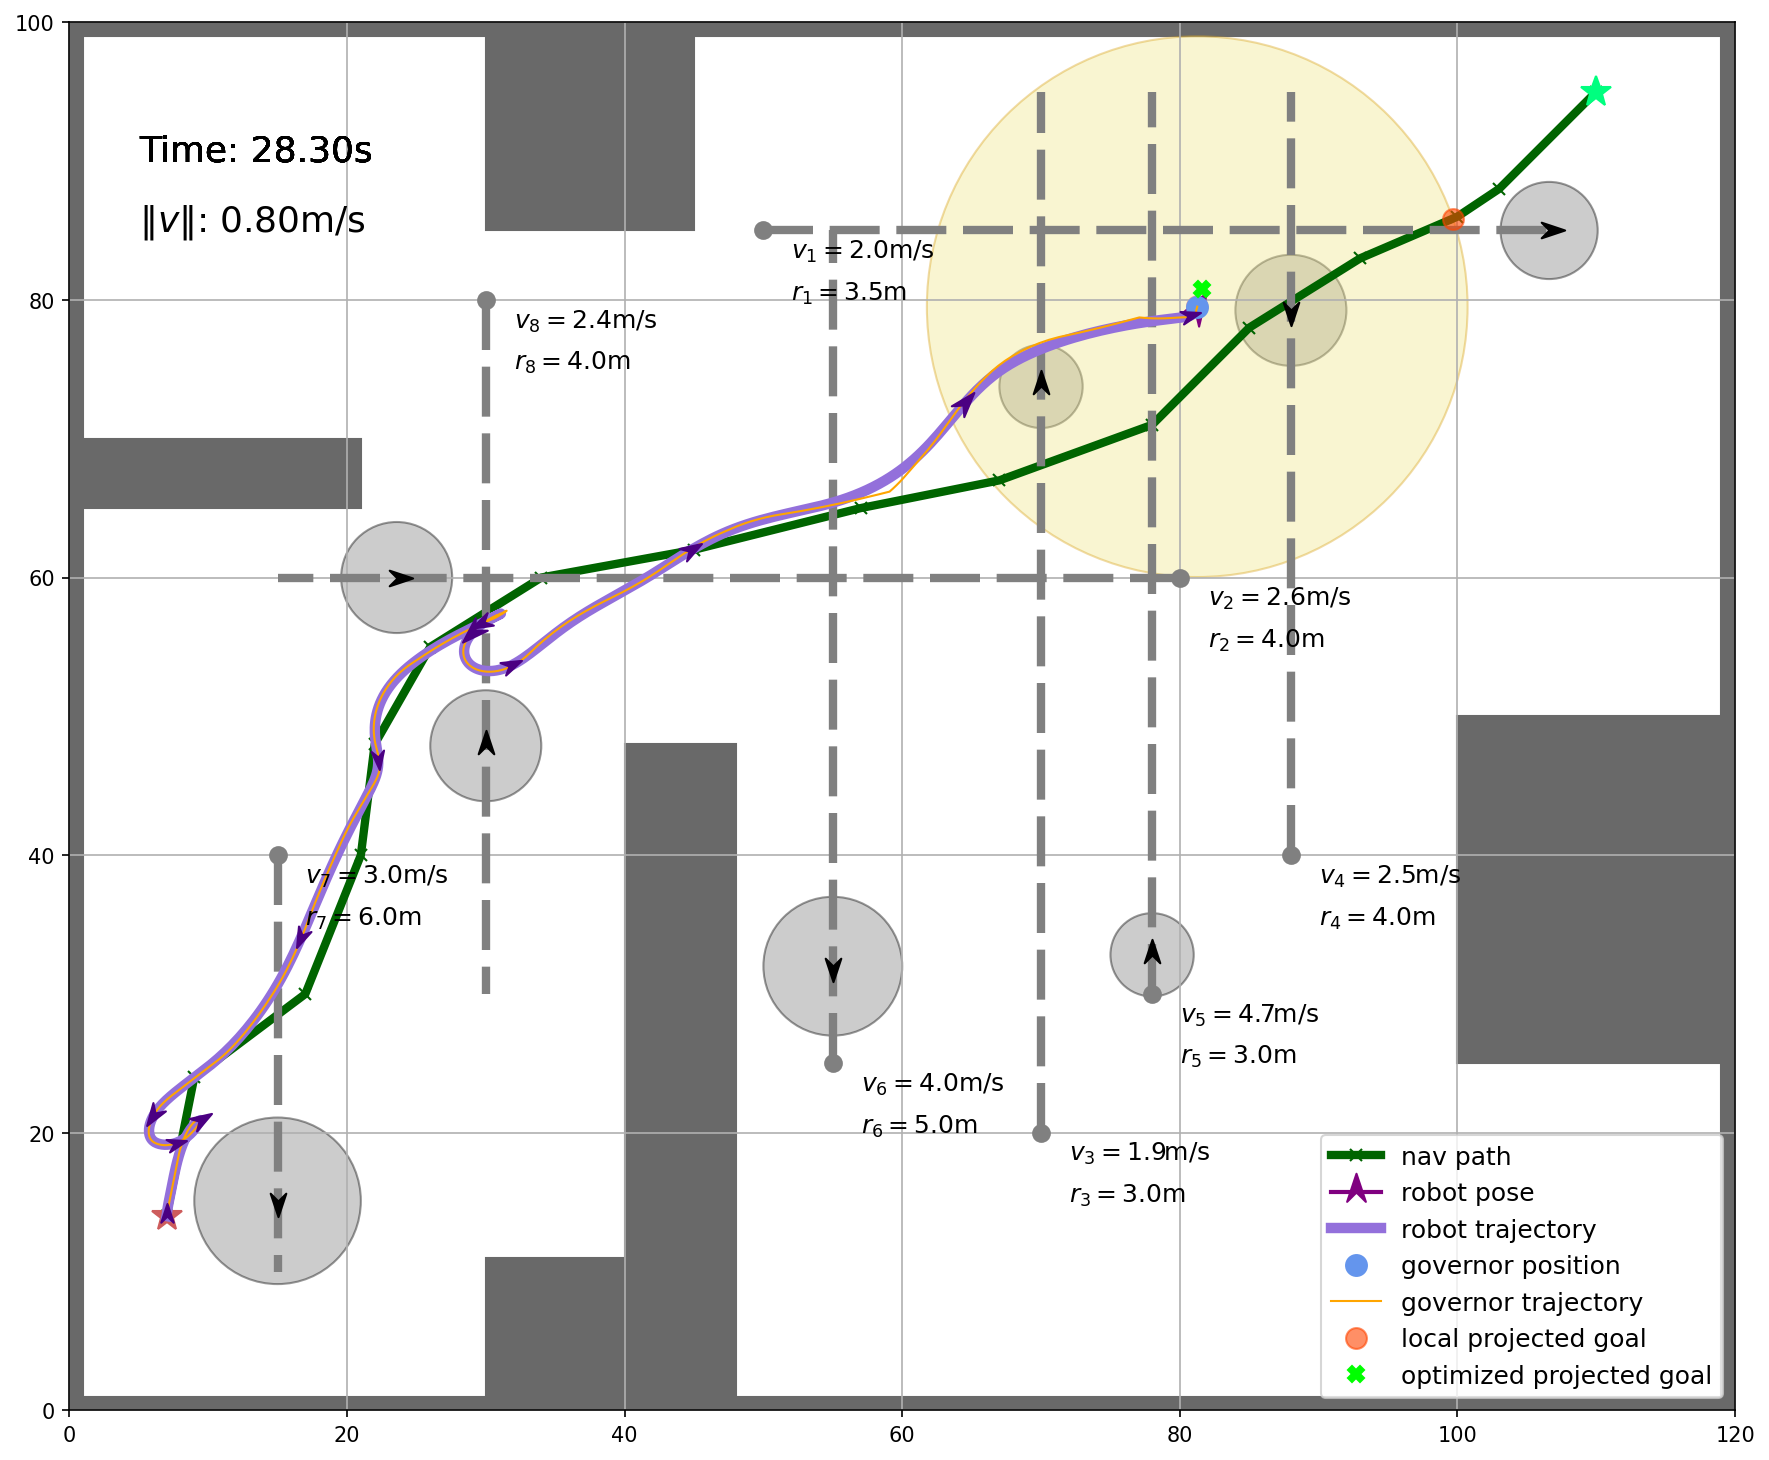 100
80
60
40
20
0
0
20
40
60
80
100
120
Time: 28.30s
‖v‖: 0.80m/s
v₁ = 2.0m/s
r₁ = 3.5m
v₈ = 2.4m/s
r₈ = 4.0m
v₂ = 2.6m/s
r₂ = 4.0m
v₇ = 3.0m/s
r₇ = 6.0m
v₄ = 2.5m/s
r₄ = 4.0m
v₅ = 4.7m/s
r₅ = 3.0m
v₆ = 4.0m/s
r₆ = 5.0m
v₃ = 1.9m/s
r₃ = 3.0m
nav path
robot pose
robot trajectory
governor position
governor trajectory
local projected goal
optimized projected goal